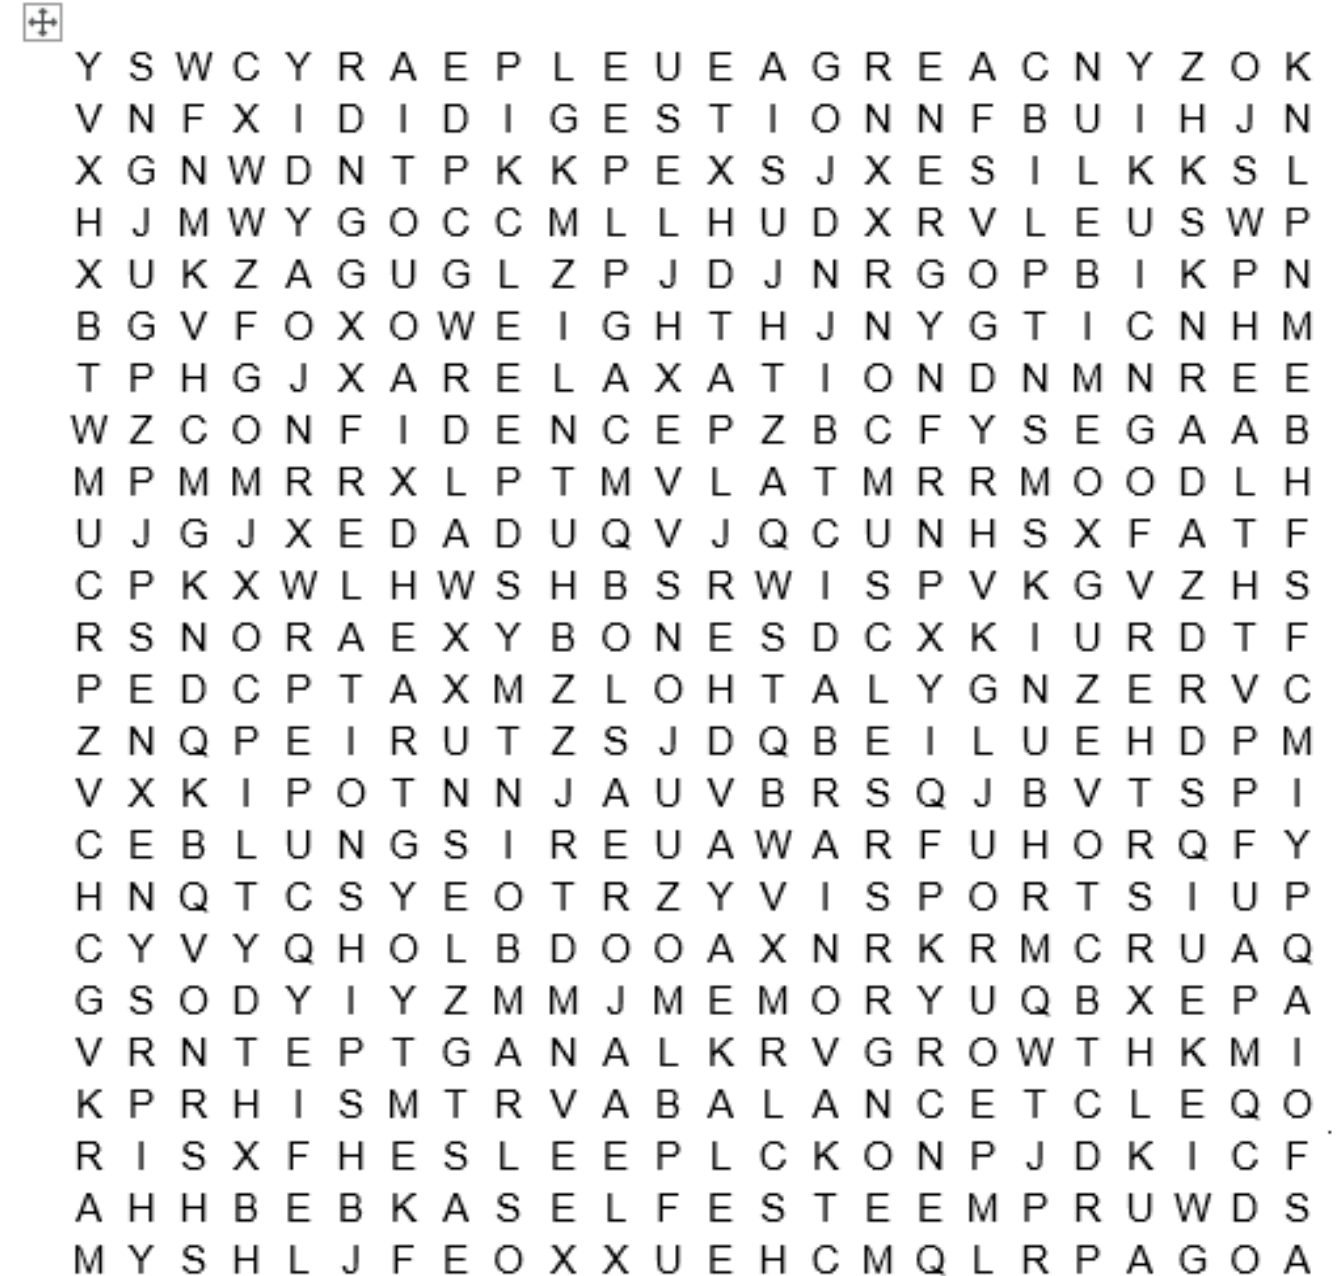 Y S W C Y R A E P L E U E A G R E A C N Y Z O K
V N F X I D I D I G E S T I O N N F B U I H J N
X G N W D N T P K K P E X S J X E S I L K K S L
H J M W Y G O C C M L L H U D X R V L E U S W P
X U K Z A G U G L Z P J D J N R G O P B I K P N
B G V F O X O W E I G H T H J N Y G T I C N H M
T P H G J X A R E L A X A T I O N D N M N R E E
W Z C O N F I D E N C E P Z B C F Y S E G A A B
M P M M R R X L P T M V L A T M R R M O O D L H
U J G J X E D A D U Q V J Q C U N H S X F A T F
C P K X W L H W S H B S R W I S P V K G V Z H S
R S N O R A E X Y B O N E S D C X K I U R D T F
P E D C P T A X M Z L O H T A L Y G N Z E R V C
Z N Q P E I R U T Z S J D Q B E I L U E H D P M
V X K I P O T N N J A U V B R S Q J B V T S P I
C E B L U N G S I R E U A W A R F U H O R Q F Y
H N Q T C S Y E O T R Z Y V I S P O R T S I U P
C Y V Y Q H O L B D O O A X N R K R M C R U A Q
G S O D Y I Y Z M M J M E M O R Y U Q B X E P A
V R N T E P T G A N A L K R V G R O W T H K M I
K P R H I S M T R V A B A L A N C E T C L E Q O
R I S X F H E S L E E P L C K O N P J D K I C F
A H H B E B K A S E L F E S T E E M P R U W D S
M Y S H L J F E O X X U E H C M Q L R P A G O A